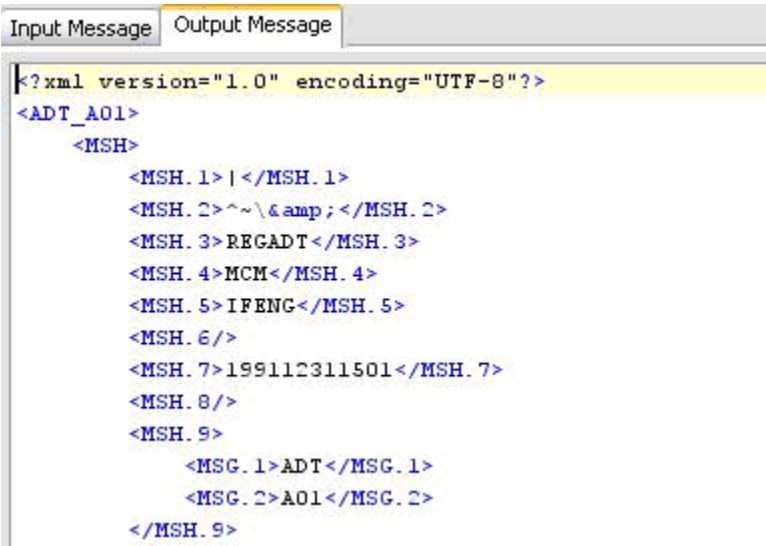 Input Message Output Message
<?xml version="1.0" encoding="UTF-8"?>
<ADT_A01>
<MSH>
<MSH.1>|</MSH.1>
<MSH.2>^~\&amp;</MSH.2>
<MSH.3>REGADT</MSH.3>
<MSH.4>MCM</MSH.4>
<MSH.5>IFENG</MSH.5>
<MSH.6/>
<MSH.7>199112311501</MSH.7>
<MSH.8/>
<MSH.9>
<MSG.1>ADT</MSG.1>
<MSG.2>A01</MSG.2>
</MSH.9>